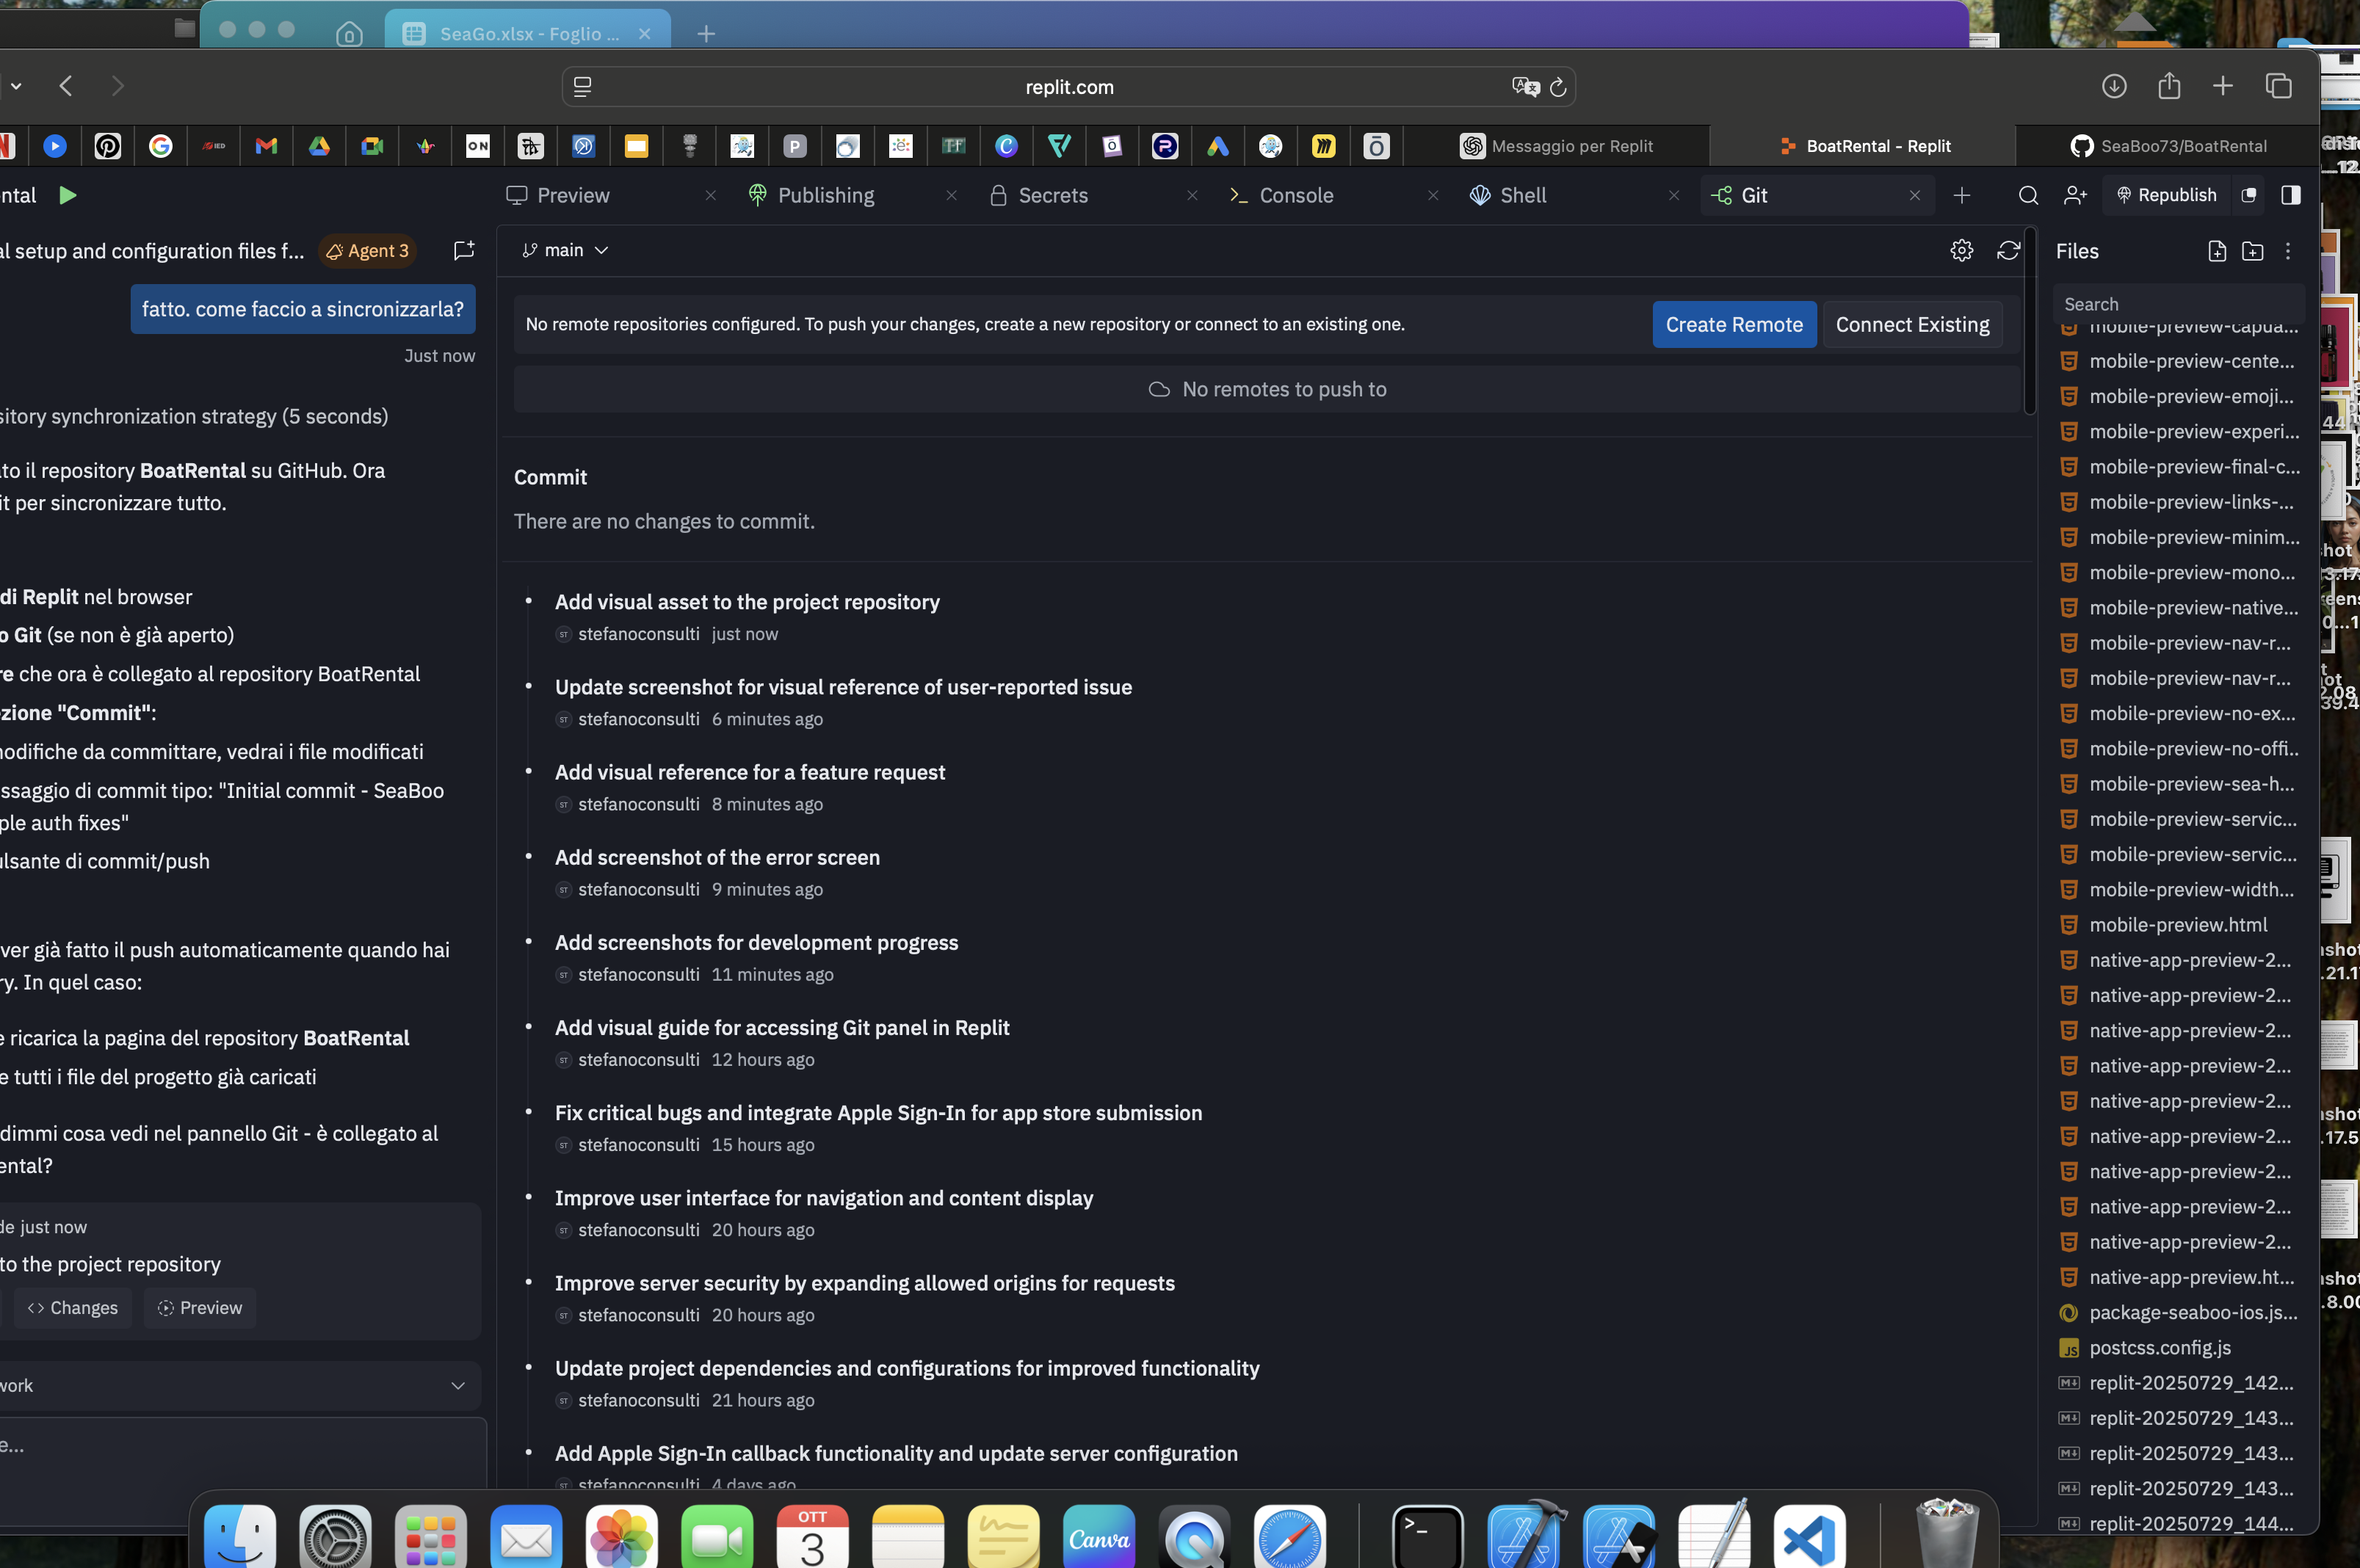 SeaGo.xlsx - Foglio ...
replit.com
Messaggio per Replit
BoatRental - Replit
SeaBoo73/BoatRental
ntal
Preview
Publishing
Secrets
Console
Shell
Git
Republish
al setup and configuration files f...
Agent 3
main
Files
fatto. come faccio a sincronizzarla?
Just now
No remote repositories configured. To push your changes, create a new repository or connect to an existing one.
Create Remote
Connect Existing
No remotes to push to
Search
sitory synchronization strategy (5 seconds)
to il repository BoatRental su GitHub. Ora
it per sincronizzare tutto.
di Replit nel browser
o Git (se non è già aperto)
re che ora è collegato al repository BoatRental
zione "Commit":
nodifiche da committare, vedrai i file modificati
ssaggio di commit tipo: "Initial commit - SeaBoo
ple auth fixes"
ulsante di commit/push
ver già fatto il push automaticamente quando hai
ry. In quel caso:
e ricarica la pagina del repository BoatRental
e tutti i file del progetto già caricati
dimmi cosa vedi nel pannello Git - è collegato al
ental?
de just now
to the project repository
Changes
Preview
work
e...
Commit
There are no changes to commit.
Add visual asset to the project repository
stefanoconsulti just now
Update screenshot for visual reference of user-reported issue
stefanoconsulti 6 minutes ago
Add visual reference for a feature request
stefanoconsulti 8 minutes ago
Add screenshot of the error screen
stefanoconsulti 9 minutes ago
Add screenshots for development progress
stefanoconsulti 11 minutes ago
Add visual guide for accessing Git panel in Replit
stefanoconsulti 12 hours ago
Fix critical bugs and integrate Apple Sign-In for app store submission
stefanoconsulti 15 hours ago
Improve user interface for navigation and content display
stefanoconsulti 20 hours ago
Improve server security by expanding allowed origins for requests
stefanoconsulti 20 hours ago
Update project dependencies and configurations for improved functionality
stefanoconsulti 21 hours ago
Add Apple Sign-In callback functionality and update server configuration
stefanoconsulti 4 days ago
mobile-preview-capua...
mobile-preview-cente...
mobile-preview-emoji...
mobile-preview-experi...
mobile-preview-final-c...
mobile-preview-links-...
mobile-preview-minim...
mobile-preview-mono...
mobile-preview-native...
mobile-preview-nav-r...
mobile-preview-nav-r...
mobile-preview-no-ex...
mobile-preview-no-offi...
mobile-preview-sea-h...
mobile-preview-servic...
mobile-preview-servic...
mobile-preview-width...
mobile-preview.html
native-app-preview-2...
native-app-preview-2...
native-app-preview-2...
native-app-preview-2...
native-app-preview-2...
native-app-preview-2...
native-app-preview-2...
native-app-preview-2...
native-app-preview-2...
native-app-preview.ht...
package-seaboo-ios.js...
postcss.config.js
replit-20250729_142...
replit-20250729_143...
replit-20250729_143...
replit-20250729_143...
replit-20250729_144...
OTT
3
Canva